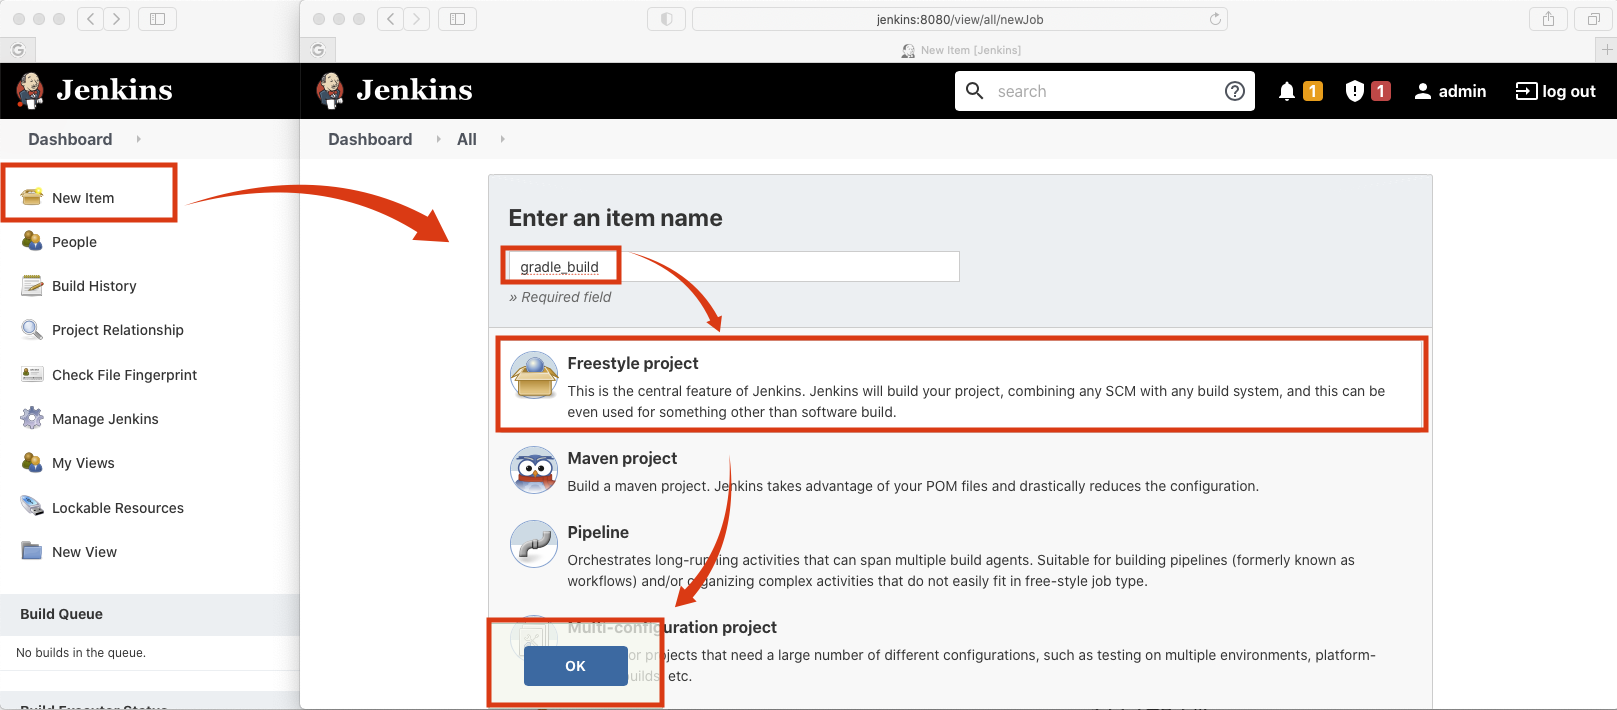 G
Jenkins
Dashboard
New Item
People
Build History
Project Relationship
Check File Fingerprint
Manage Jenkins
My Views
Lockable Resources
New View
Build Queue
No builds in the queue.
Build Executor Status
jenkins:8080/view/all/newJob
G
New Item [Jenkins]
Jenkins
search
1
1
admin
log out
Dashboard
All
Enter an item name
gradle_build
» Required field
Freestyle project
This is the central feature of Jenkins. Jenkins will build your project, combining any SCM with any build system, and this can be
even used for something other than software build.
Maven project
Build a maven project. Jenkins takes advantage of your POM files and drastically reduces the configuration.
Pipeline
Orchestrates long-running activities that can span multiple build agents. Suitable for building pipelines (formerly known as
workflows) and/or organizing complex activities that do not easily fit in free-style job type.
Multi-configuration project
or projects that need a large number of different configurations, such as testing on multiple environments, platform-
uilds, etc.
OK